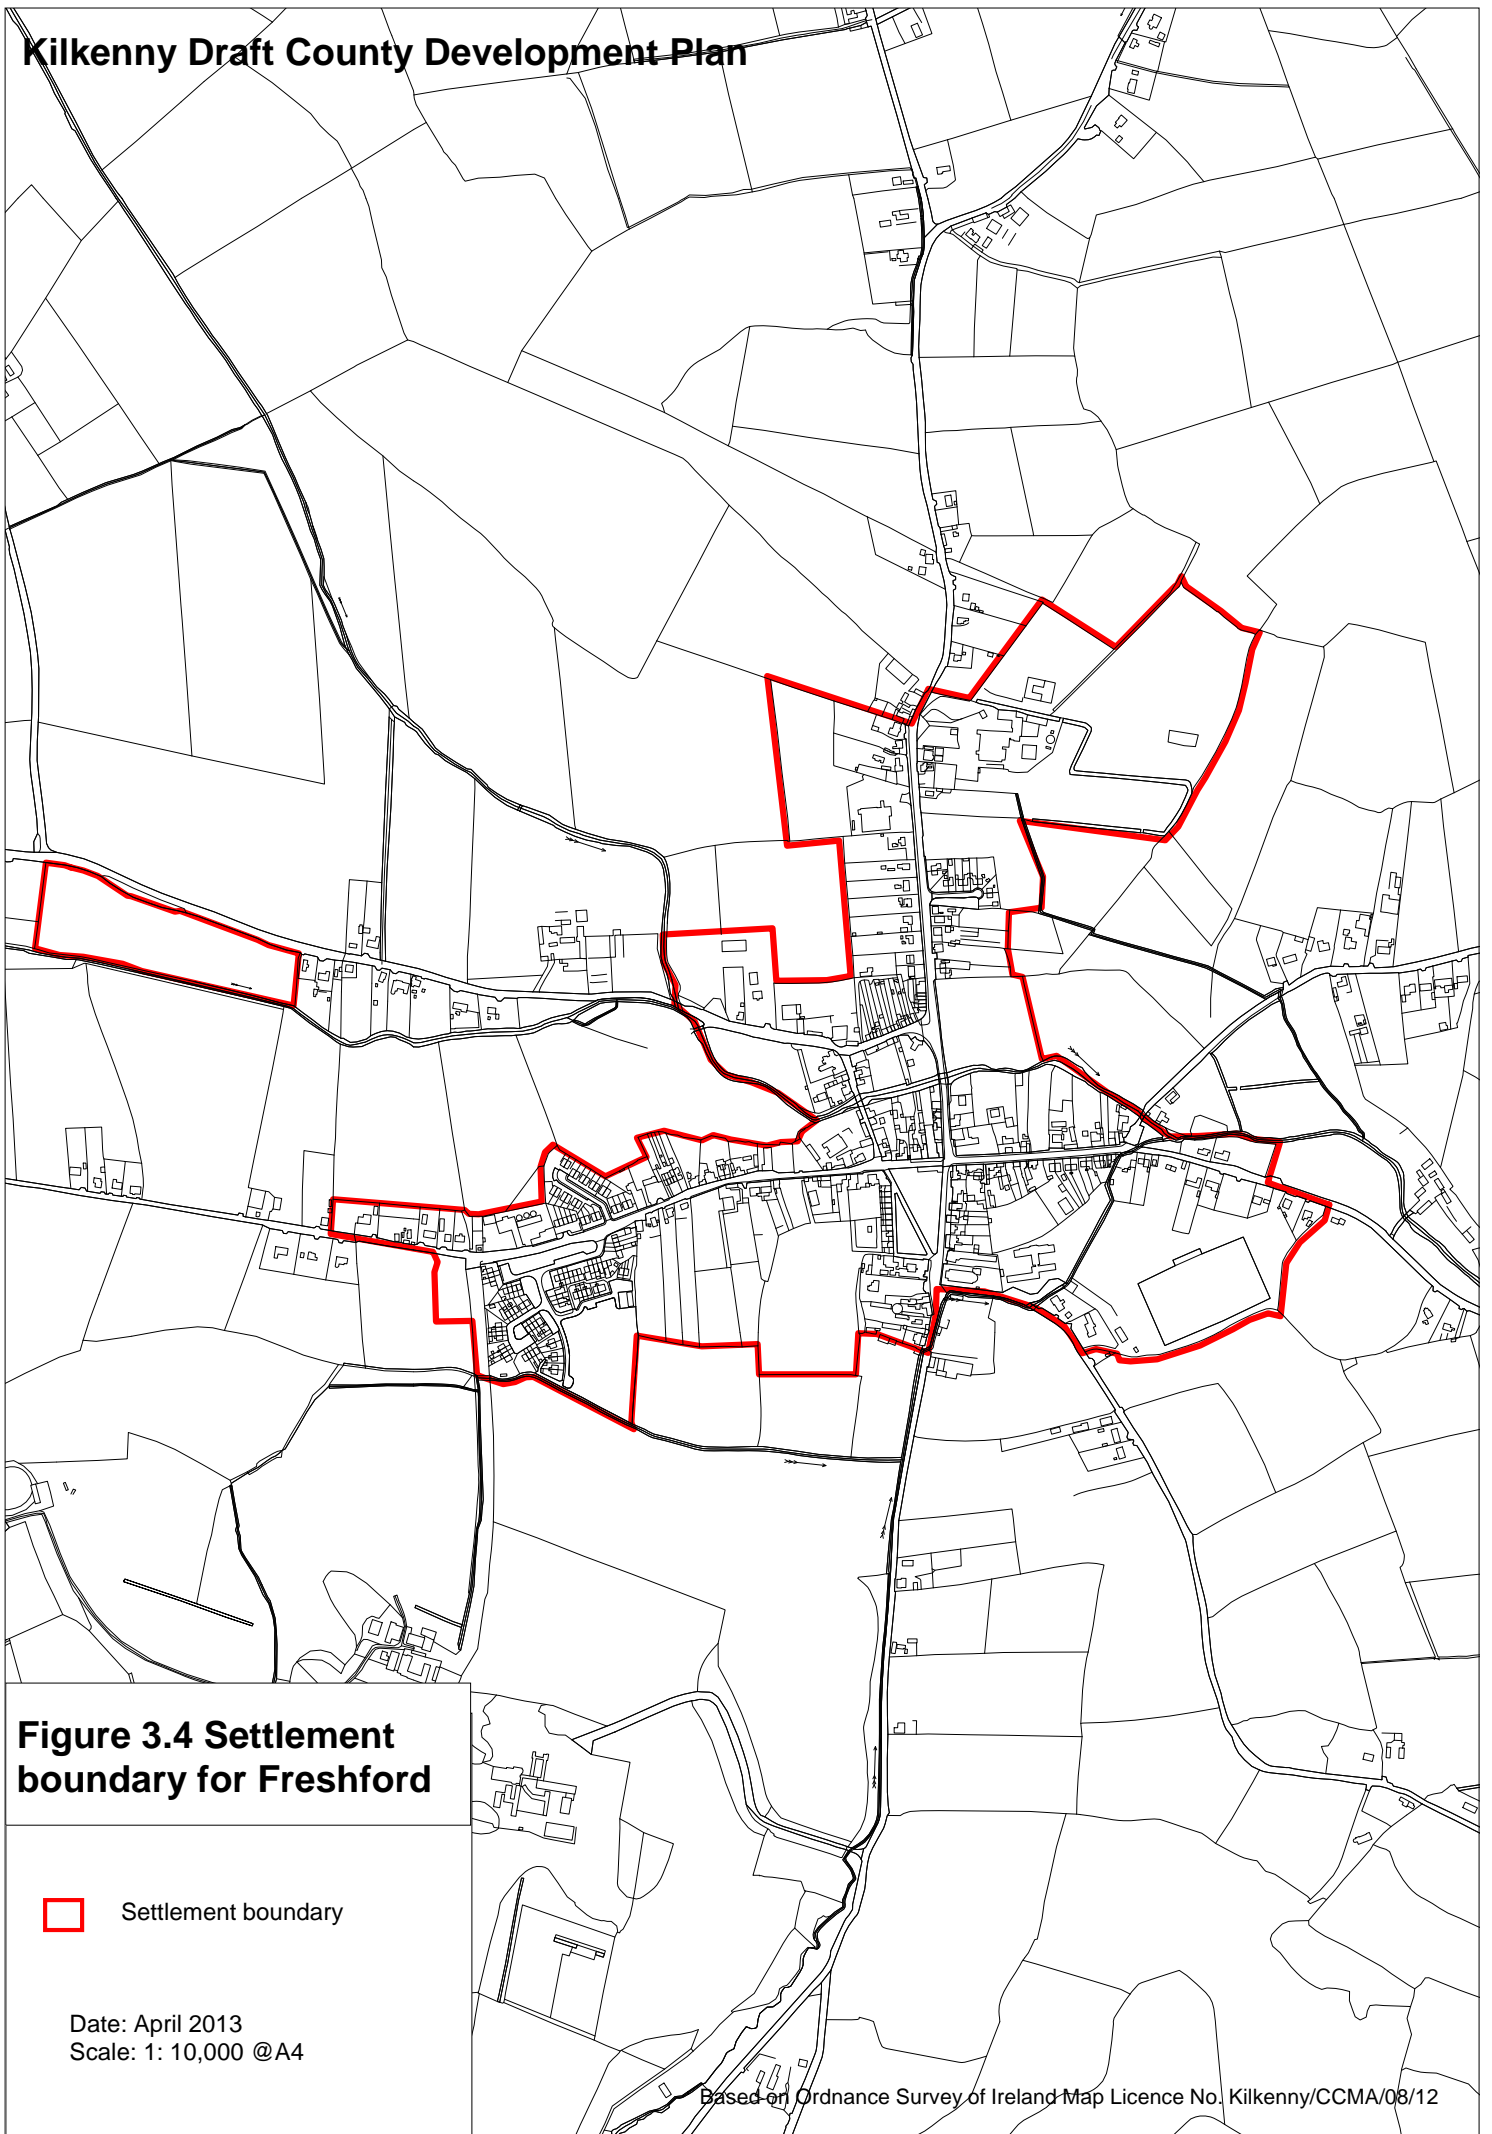 Kilkenny Draft County Development Plan
Figure 3.4 Settlement
boundary for Freshford
Settlement boundary
Date: April 2013
Scale: 1: 10,000 @A4
Based on Ordnance Survey of Ireland Map Licence No. Kilkenny/CCMA/08/12